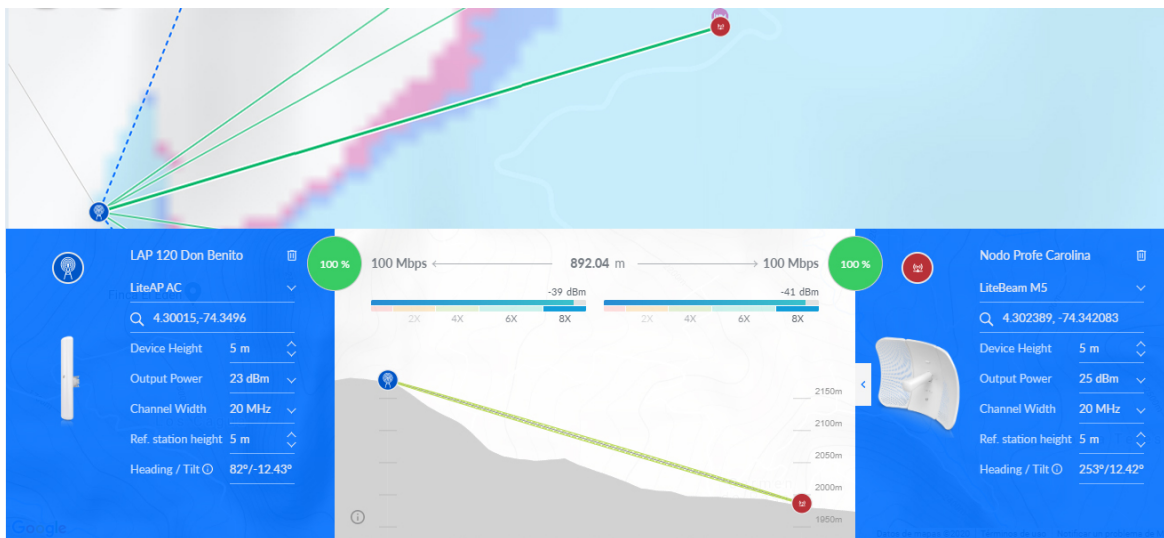 LAP 120 Don Benito
LiteAP AC
4.30015,-74.3496
Device Height 5 m
Output Power 23 dBm
Channel Width 20 MHz
Ref. station height 5 m
Heading / Tilt 82º/-12.43º
Google
100 %
100 Mbps 892.04 m 100 Mbps
100 %
-39 dBm -41 dBm
2X 4X 6X 8X 2X 4X 6X 8X
2150m
2100m
2050m
2000m
1950m
Nodo Profe Carolina
LiteBeam M5
4.302389, -74.342083
Device Height 5 m
Output Power 25 dBm
Channel Width 20 MHz
Ref. station height 5 m
Heading / Tilt 253º/12.42º